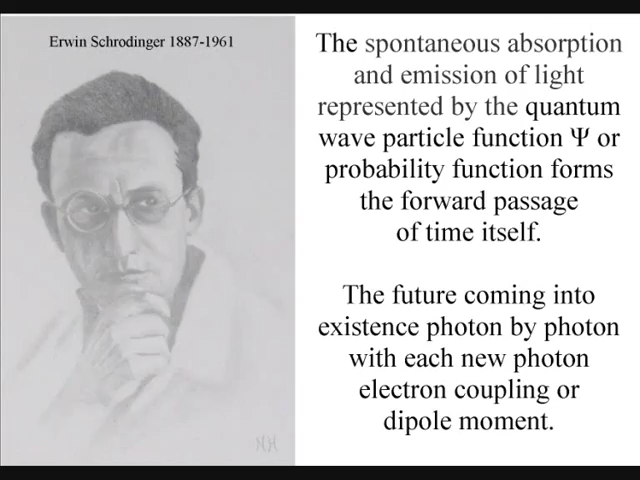 Erwin Schrodinger 1887-1961
The spontaneous absorption
and emission of light
represented by the quantum
wave particle function Ψ or
probability function forms
the forward passage
of time itself.
The future coming into
existence photon by photon
with each new photon
electron coupling or
dipole moment.